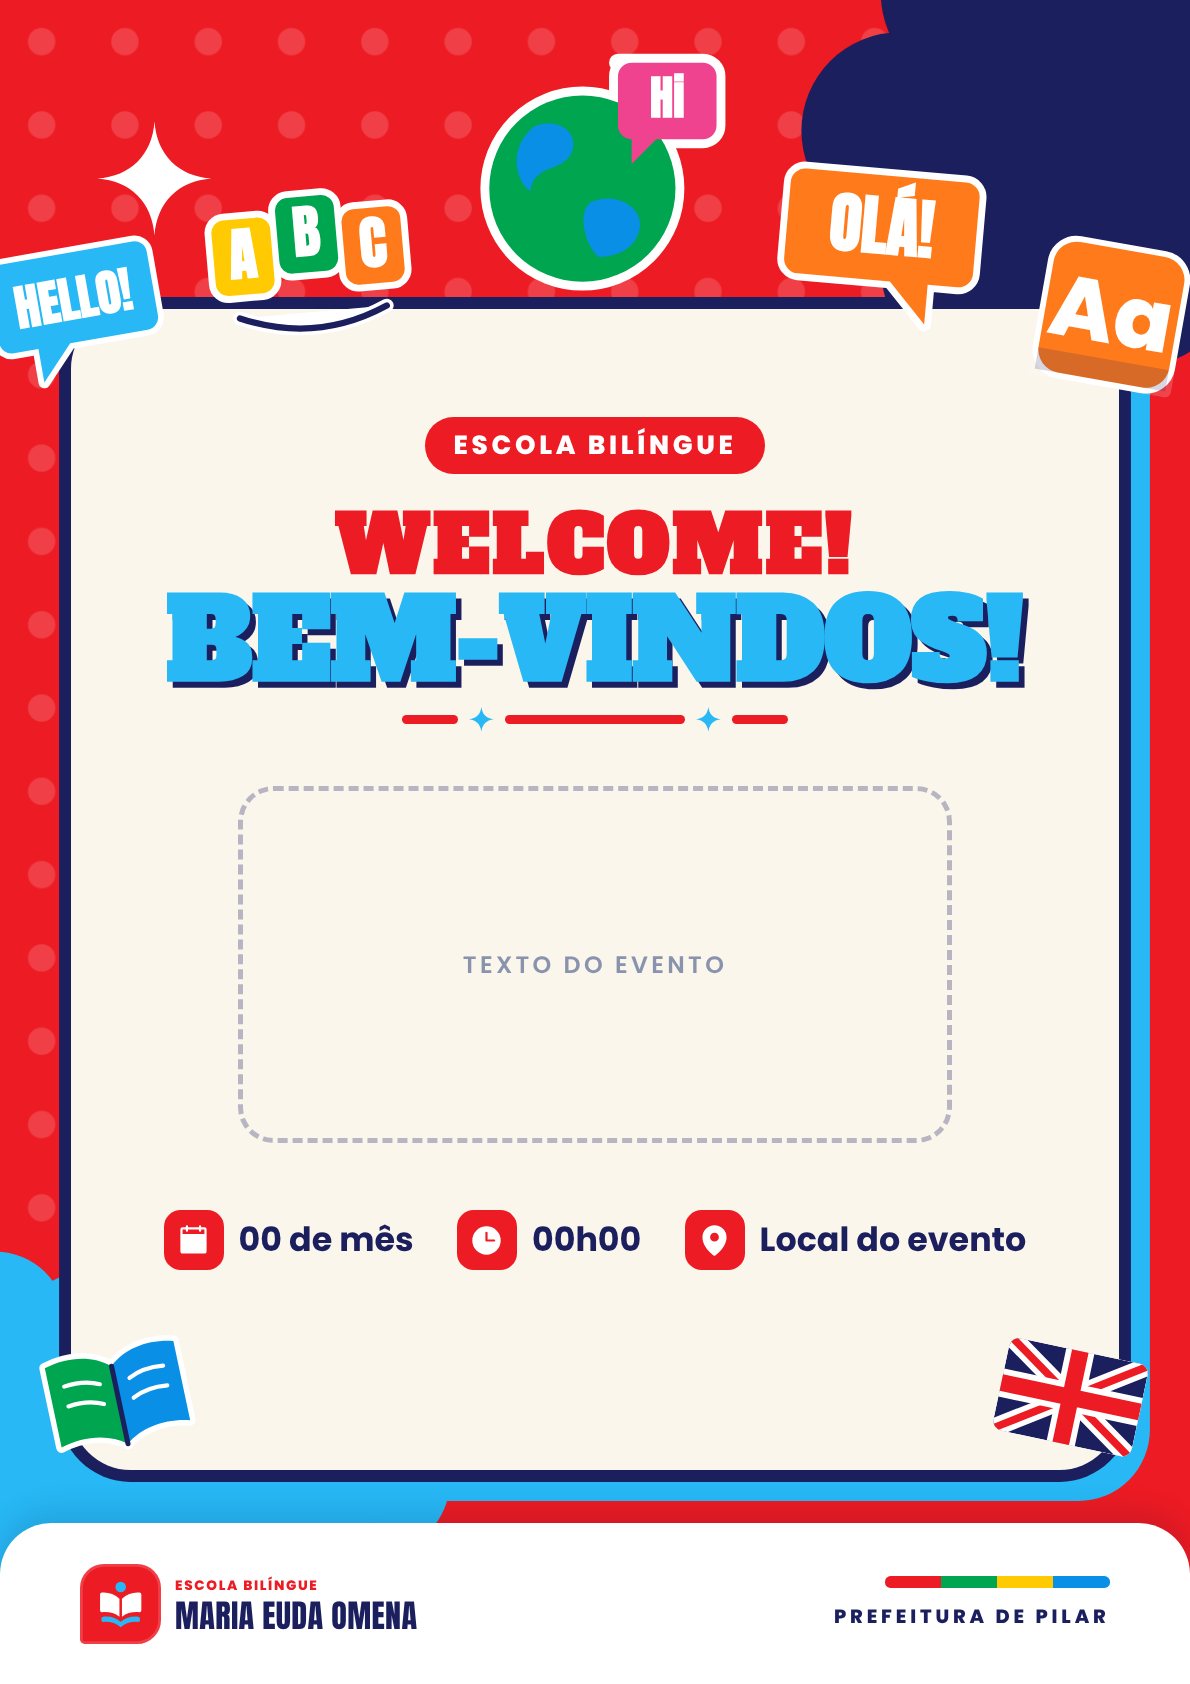 Hi
OLÁ!
A B C
HELLO!
Aa
ESCOLA BILÍNGUE
WELCOME!
BEM-VINDOS!
TEXTO DO EVENTO
00 de mês 00h00 Local do evento
ESCOLA BILÍNGUE
MARIA EUDA OMENA
PREFEITURA DE PILAR